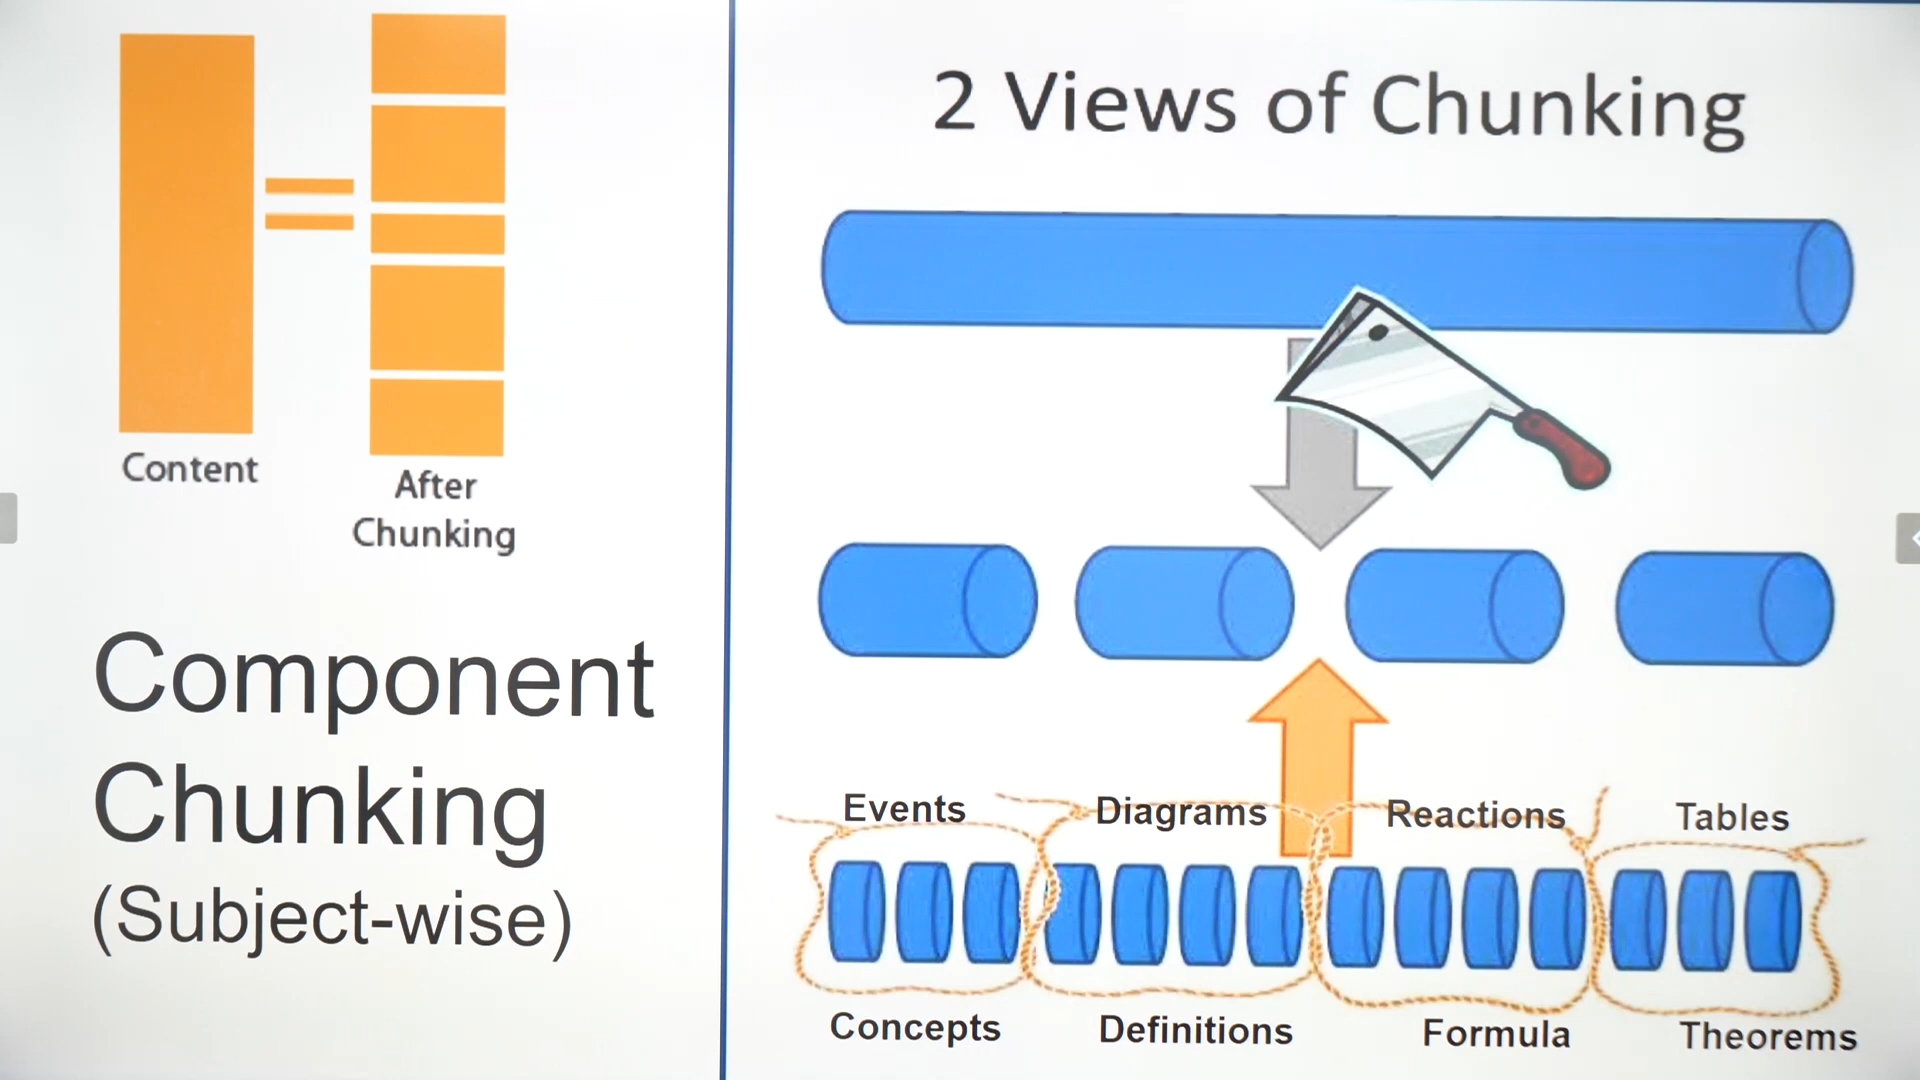 Content
After
Chunking
Component
Chunking
(Subject-wise)
2 Views of Chunking
Events Diagrams Reactions Tables
Concepts Definitions Formula Theorems